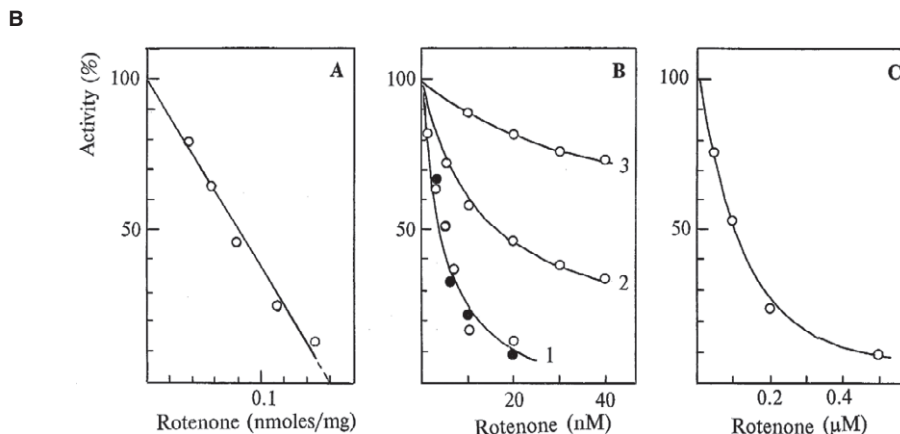 B
Activity (%)
100
50
A
0.1
Rotenone (nmoles/mg)
100
50
B
3
2
1
20
40
Rotenone (nM)
100
50
C
0.2
0.4
Rotenone (μM)